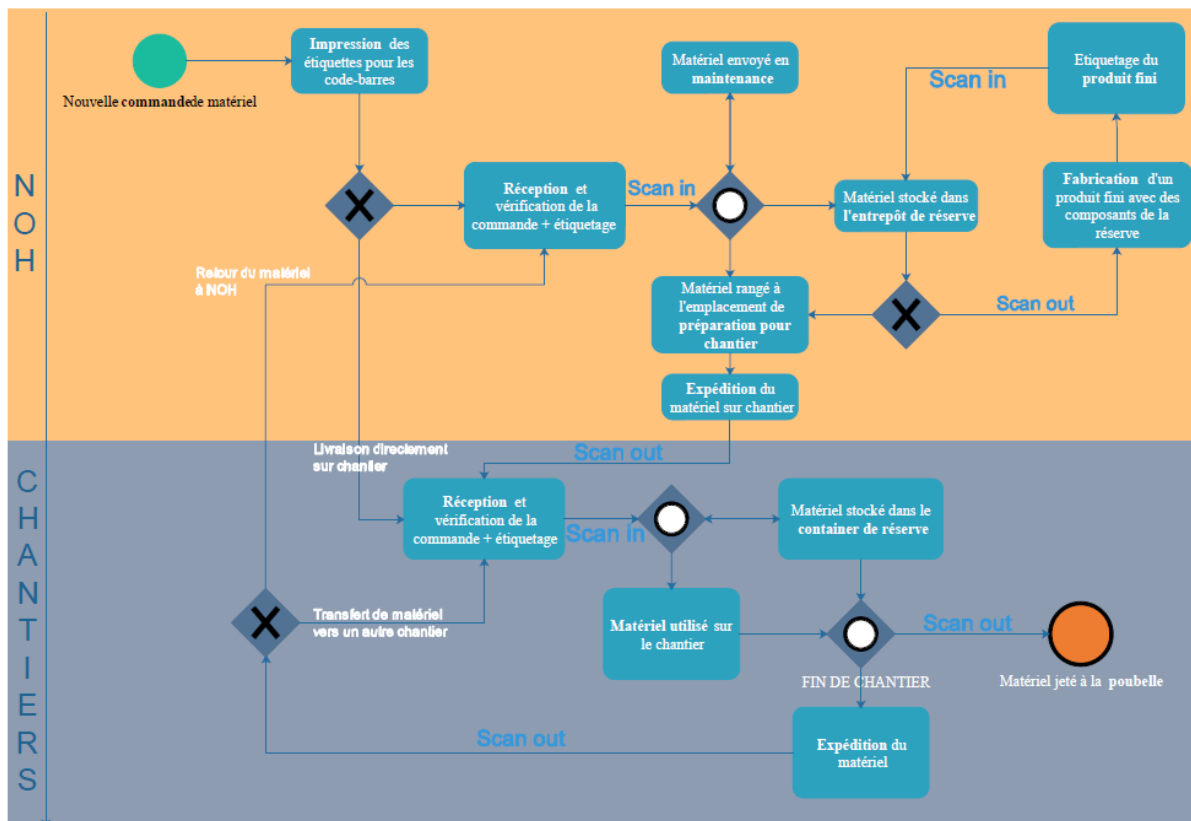 NOH
Nouvelle commandede matériel
Impression des
étiquettes pour les
code-barres
Matériel envoyé en
maintenance
Scan in
Etiquetage du
produit fini
Réception et
vérification de la
commande + étiquetage
Scan in
Matériel stocké dans
l'entrepôt de réserve
Fabrication d'un
produit fini avec des
composants de la
réserve
Retour du matériel
à NOH
Matériel rangé à
l'emplacement de
préparation pour
chantier
Scan out
Expédition du
matériel sur chantier
CHANTIERS
Livraison directement
sur chantier
Scan out
Réception et
vérification de la
commande + étiquetage
Scan in
Matériel stocké dans le
container de réserve
Transfert de matériel
vers un autre chantier
Matériel utilisé sur
le chantier
Scan out
FIN DE CHANTIER
Matériel jeté à la poubelle
Scan out
Expédition du
matériel